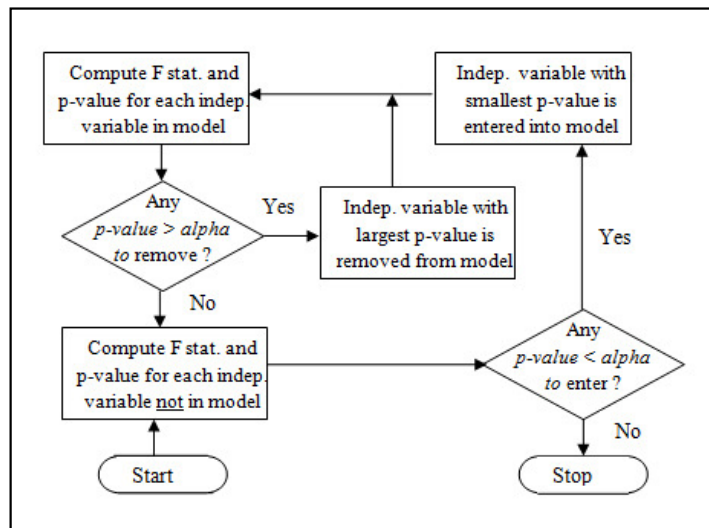 Compute F stat. and
p-value for each indep.
variable in model
Indep. variable with
smallest p-value is
entered into model
Any
p-value > alpha
to remove ?
Yes
Indep. variable with
largest p-value is
removed from model
Yes
No
Compute F stat. and
p-value for each indep.
variable not in model
Any
p-value < alpha
to enter ?
No
Start
Stop